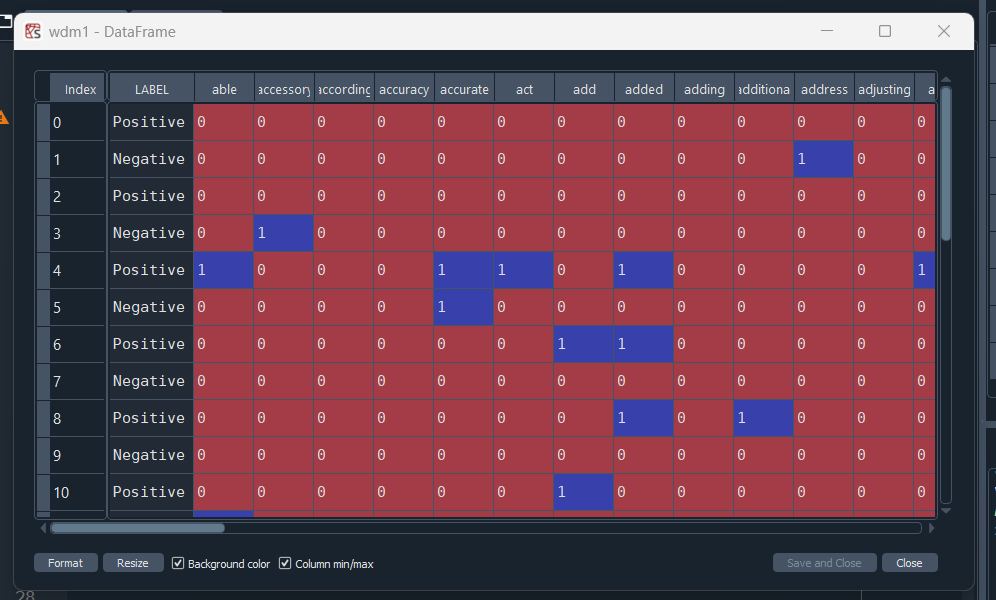 wdm1 - DataFrame
Index LABEL able accessory according accuracy accurate act add added adding additiona address adjusting a
0 Positive 0 0 0 0 0 0 0 0 0 0 0 0 0
1 Negative 0 0 0 0 0 0 0 0 0 0 1 0 0
2 Positive 0 0 0 0 0 0 0 0 0 0 0 0 0
3 Negative 0 1 0 0 0 0 0 0 0 0 0 0 0
4 Positive 1 0 0 0 1 1 0 1 0 0 0 0 1
5 Negative 0 0 0 0 1 0 0 0 0 0 0 0 0
6 Positive 0 0 0 0 0 0 1 1 0 0 0 0 0
7 Negative 0 0 0 0 0 0 0 0 0 0 0 0 0
8 Positive 0 0 0 0 0 0 0 1 0 1 0 0 0
9 Negative 0 0 0 0 0 0 0 0 0 0 0 0 0
10 Positive 0 0 0 0 0 0 1 0 0 0 0 0 0
Format Resize Background color Column min/max Save and Close Close
28